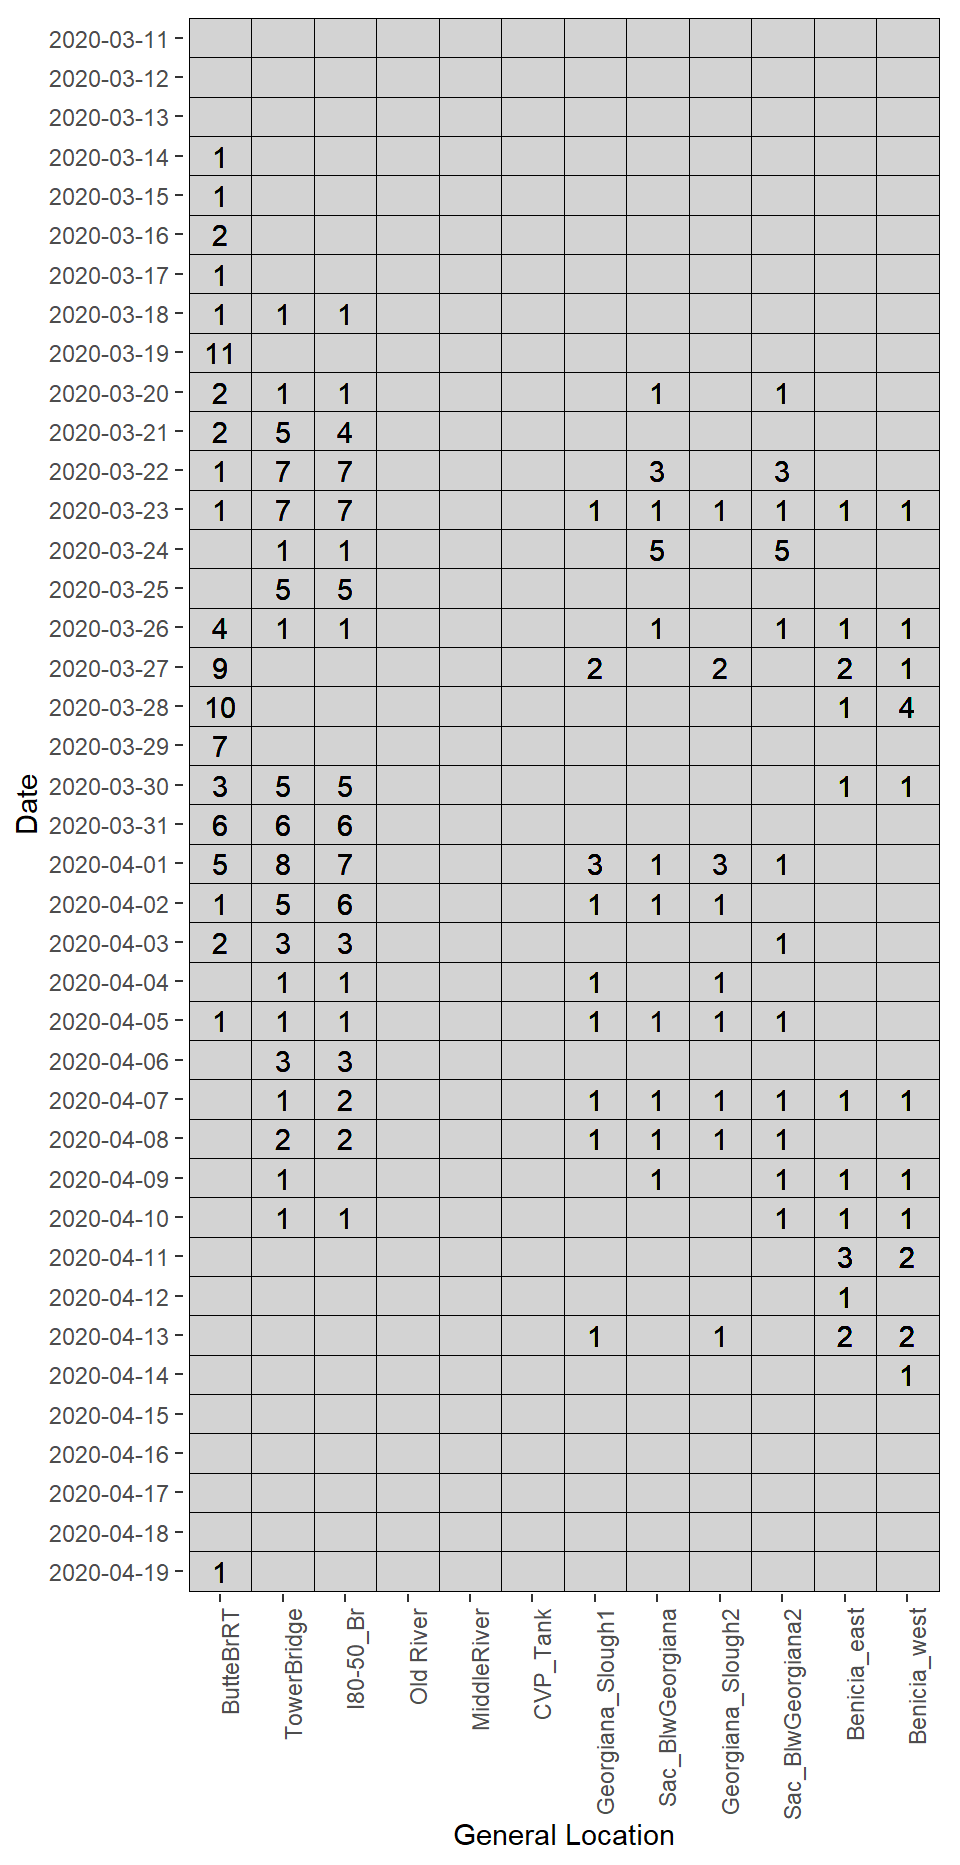 2020-03-11
2020-03-12
2020-03-13
2020-03-14 1
2020-03-15 1
2020-03-16 2
2020-03-17 1
2020-03-18 1 1 1
2020-03-19 11
2020-03-20 2 1 1 1 1
2020-03-21 2 5 4
2020-03-22 1 7 7 3 3
2020-03-23 1 7 7 1 1 1 1 1 1
2020-03-24 1 1 5 5
2020-03-25 5 5
2020-03-26 4 1 1 1 1 1 1
2020-03-27 9 2 2 2 1
2020-03-28 10 1 4
2020-03-29 7
2020-03-30 3 5 5 1 1
2020-03-31 6 6 6
2020-04-01 5 8 7 3 1 3 1
2020-04-02 1 5 6 1 1 1
2020-04-03 2 3 3 1
2020-04-04 1 1 1 1
2020-04-05 1 1 1 1 1 1 1
2020-04-06 3 3
2020-04-07 1 2 1 1 1 1 1 1
2020-04-08 2 2 1 1 1 1
2020-04-09 1 1 1 1 1
2020-04-10 1 1 1 1 1
2020-04-11 3 2
2020-04-12 1
2020-04-13 1 1 2 2
2020-04-14 1
2020-04-15
2020-04-16
2020-04-17
2020-04-18
2020-04-19 1
Date
ButteBrRT
TowerBridge
I80-50_Br
Old River
MiddleRiver
CVP_Tank
Georgiana_Slough1
Sac_BlwGeorgiana
Georgiana_Slough2
Sac_BlwGeorgiana2
Benicia_east
Benicia_west
General Location